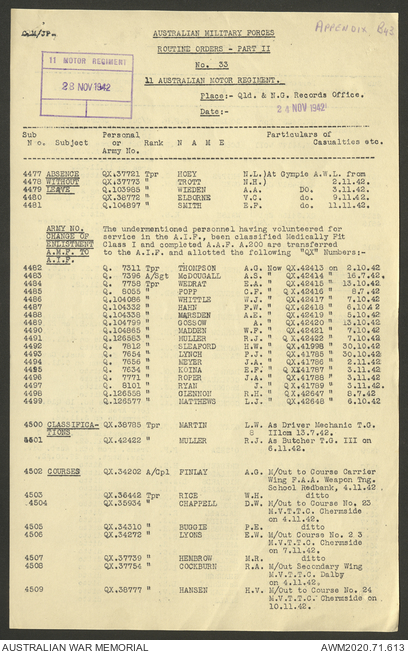 AUSTRALIAN MILITARY FORCES
APPENDIX B43
ROUTINE ORDERS - PART II
No. 33
11 MOTOR REGIMENT
28 NOV 1942
11 AUSTRALIAN MOTOR REGIMENT.
Place:- Qld. & N.G. Records Office.
Date:- 24 NOV 1942
Sub No. Subject Personal or Army No. Rank N A M E Particulars of Casualties etc.
4477 ABSENCE QX.37721 Tpr HOEY N.L.) At Gympie A.W.L. from
4478 WITHOUT QX.37773 " TROTT N.H.) 2.11.42.
4479 LEAVE Q.103985 " WIEDEN A.A. Do. 3.11.42.
4480 QX.38772 " ELBORNE V.C. do. 9.11.42.
4481 Q.104897 " SMITH E.F. do. 11.11.42.
ARMY NO. The undermentioned personnel having volunteered for
CHANGE OF service in the A.I.F., been classified Medically Fit
ENLISTMENT Class I and completed A.A.F. A.200 are transferred
A.M.F. TO to the A.I.F. and allotted the following "QX" Numbers:-
A.I.F.
4482 Q. 7311 Tpr THOMPSON A.G. Now QX.42413 on 2.10.42
4483 Q. 7396 A/Sgt McDOUGALL A.S. " QX.42414 " 16.7.42.
4484 Q. 7758 Tpr WEDRAT E.A. " QX.42415 " 13.10.42
4485 Q. 8055 " POPP C.F. " QX.42416 " 8.7.42
4486 Q.104086 " WHITTLE W.J. " QX.42417 " 7.10.42
4487 Q.104332 " HAHN F.W. " QX.42418 " 6.10.42
4488 Q.104338 " MARSDEN A.E. " QX.42419 " 5.10.42
4489 Q.104799 " GOSSOW A. " QX.42420 " 13.10.42
4490 Q.104865 " MADDEN W.F. " QX.42421 " 7.10.42
4491 Q.126563 " MULLER R.J. " QX.42422 " 7.10.42
4492 Q. 7812 " ELEAFORD H.W. " QX.41998 " 30.10.42
4493 Q. 7654 " LYNCH P.J. " QX.41785 " 30.10.42
4494 Q. 7656 " MEYER J.A. " QX.41786 " 2.11.42
4495 Q. 7634 " KOINA E.F. " QX.41787 " 3.11.42
4496 Q. 7771 " ROPER J.A. " QX.41788 " 3.11.42
4497 Q. 8101 " RYAN J. " QX.41789 " 3.11.42
4498 Q.126558 " GLENNON R.H. " QX.42647 " 8.7.42
4499 Q.126577 " MATTHEWS L.J. " QX.42648 " 6.10.42
4500 CLASSIFICA- QX.38785 Tpr MARTIN L.W. As Driver Mechanic T.G.
TIONS IIIom 13.7.42.
4501 QX.42422 " MULLER R.J. As Butcher T.G. III on
6.11.42.
4502 COURSES QX.34202 A/Cpl FINLAY A.G. M/Out to Course Carrier
Wing F.A.A. Weapon Tng.
School Redbank, 4.11.42
4503 QX.36442 Tpr RICE W.H. ditto
4504 QX.35934 " CHAPPELL D.W. M/Out to Course No. 23
M.V.T.T.C. Chermside
on 4.11.42.
4505 QX.34310 " BUGGIE P.E. ditto
4506 QX.34272 " LYONS E.W. M/Out Course No. 2 3
M.V.T.T.C. Chermside
on 7.11.42.
4507 QX.37739 " HEMBROW M.R. ditto
4508 QX.37754 " COCKBURN R.A. M/Out Secondary Wing
M.V.T.T.C. Dalby
on 4.11.42.
4509 QX.38777 " HANSEN H.V. M/Out to Course No. 24
M.V.T.T.C. Chermside on
10.11.42.
AUSTRALIAN WAR MEMORIAL AWM2020.71.613